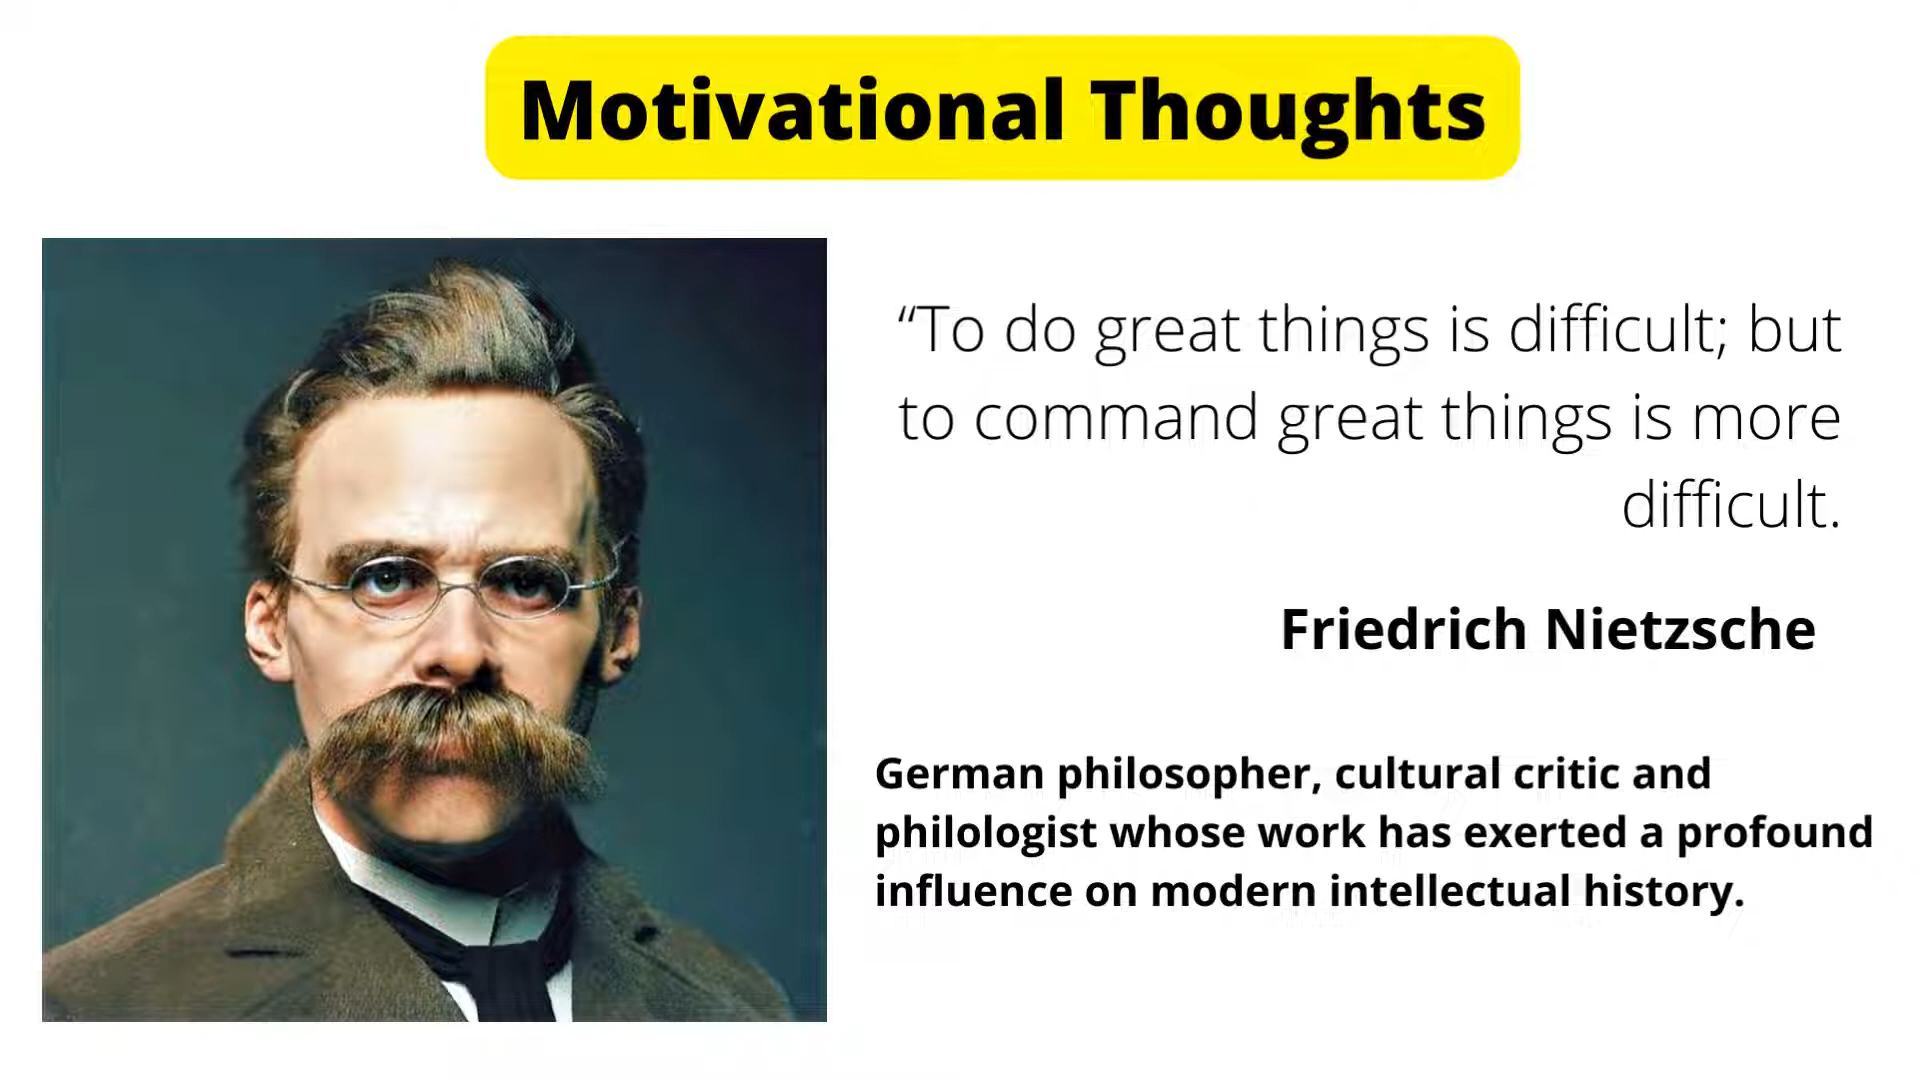 Motivational Thoughts
“To do great things is difficult; but
to command great things is more
difficult.
Friedrich Nietzsche
German philosopher, cultural critic and
philologist whose work has exerted a profound
influence on modern intellectual history.